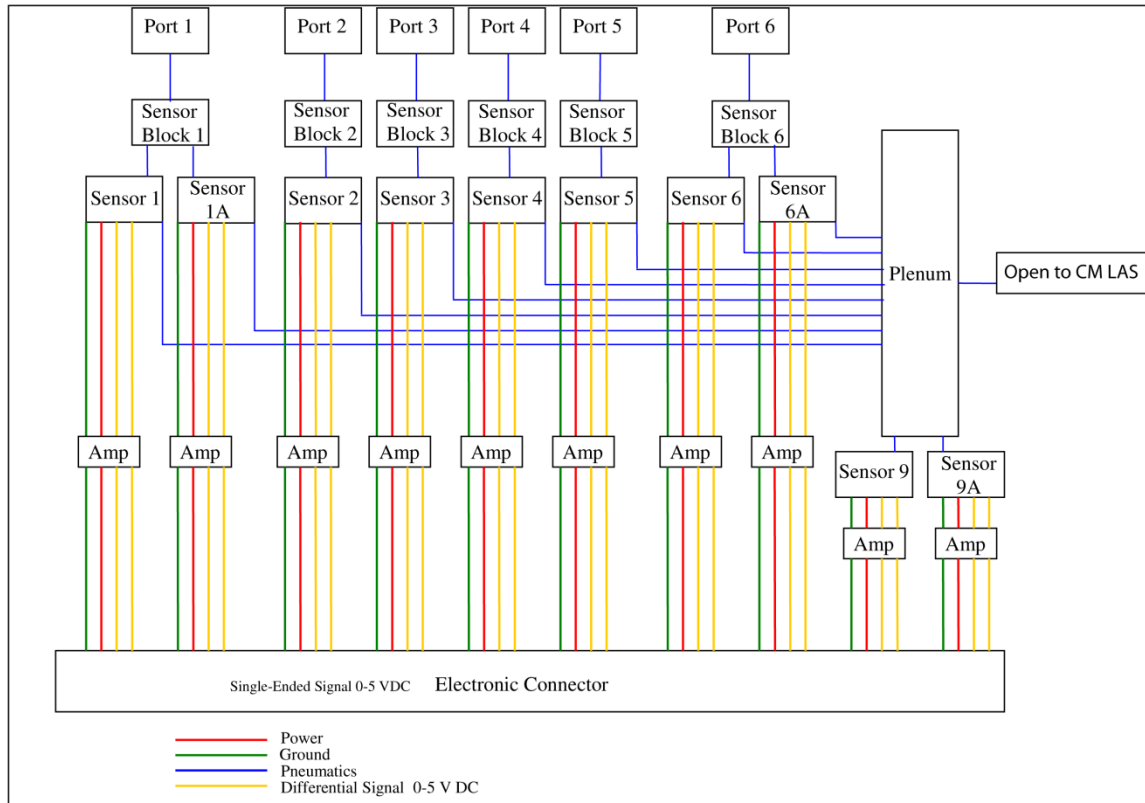 Port 1
Port 2
Port 3
Port 4
Port 5
Port 6
Sensor
Block 1
Sensor
Block 2
Sensor
Block 3
Sensor
Block 4
Sensor
Block 5
Sensor
Block 6
Sensor 1
Sensor
1A
Sensor 2
Sensor 3
Sensor 4
Sensor 5
Sensor 6
Sensor
6A
Plenum
Open to CM LAS
Amp
Amp
Amp
Amp
Amp
Amp
Amp
Amp
Sensor 9
Sensor
9A
Amp
Amp
Single-Ended Signal 0-5 VDC
Electronic Connector
Power
Ground
Pneumatics
Differential Signal 0-5 V DC